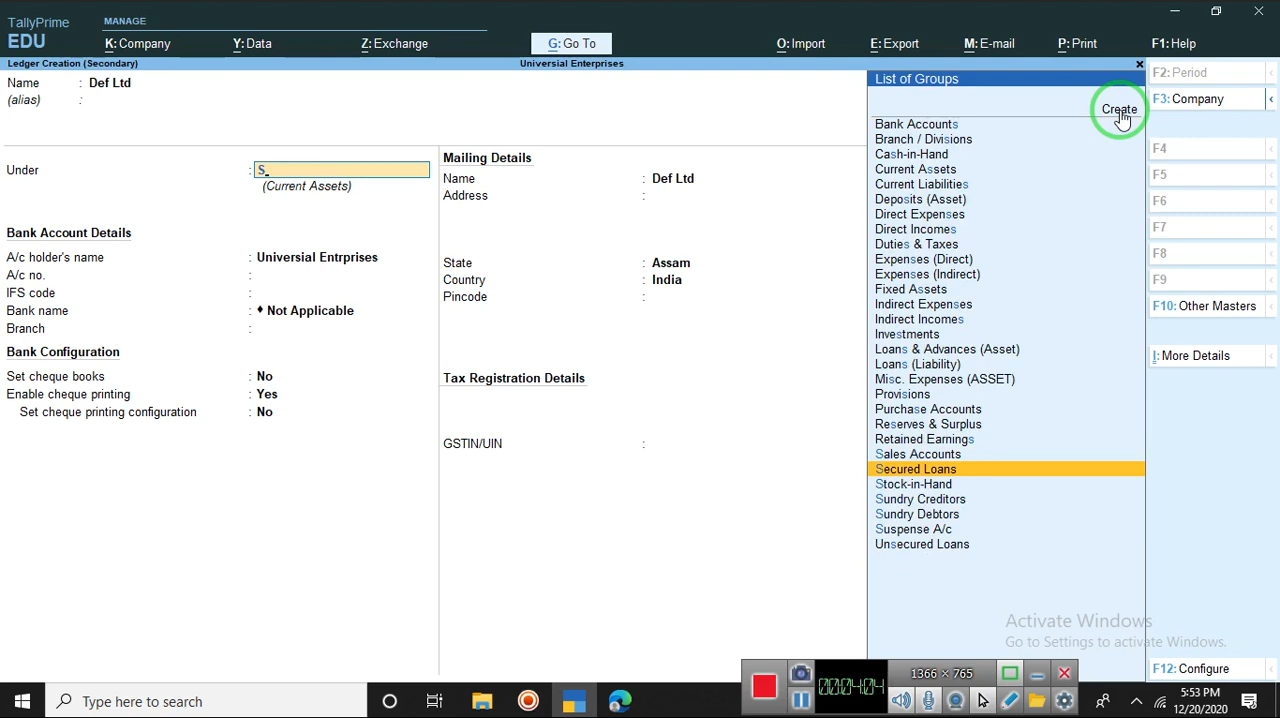 TallyPrime
EDU
MANAGE
K: Company
Y: Data
Z: Exchange
G: Go To
O: Import
E: Export
M: E-mail
P: Print
F1: Help
Ledger Creation (Secondary)
Universial Enterprises
×
Name : Def Ltd
(alias) :
Under : S
(Current Assets)
Bank Account Details
A/c holder's name : Universial Entrprises
A/c no. :
IFS code :
Bank name : ♦ Not Applicable
Branch :
Bank Configuration
Set cheque books : No
Enable cheque printing : Yes
Set cheque printing configuration : No
Mailing Details
Name : Def Ltd
Address :
State : Assam
Country : India
Pincode :
Tax Registration Details
GSTIN/UIN :
List of Groups
Create
Bank Accounts
Branch / Divisions
Cash-in-Hand
Current Assets
Current Liabilities
Deposits (Asset)
Direct Expenses
Direct Incomes
Duties & Taxes
Expenses (Direct)
Expenses (Indirect)
Fixed Assets
Indirect Expenses
Indirect Incomes
Investments
Loans & Advances (Asset)
Loans (Liability)
Misc. Expenses (ASSET)
Provisions
Purchase Accounts
Reserves & Surplus
Retained Earnings
Sales Accounts
Secured Loans
Stock-in-Hand
Sundry Creditors
Sundry Debtors
Suspense A/c
Unsecured Loans
F2: Period
F3: Company
F4
F5
F6
F7
F8
F9
F10: Other Masters
I: More Details
F12: Configure
Activate Windows
Go to Settings to activate Windows.
00:04:04
1366 × 765
Type here to search
5:53 PM
12/20/2020